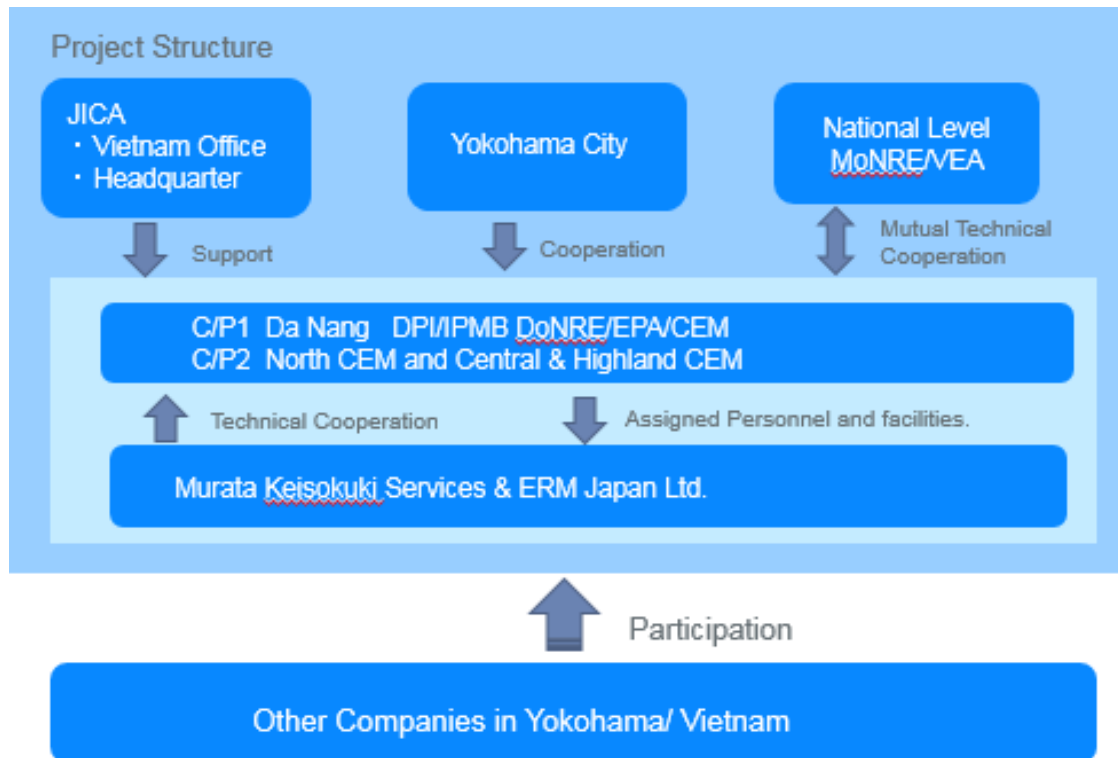 Project Structure
JICA
・Vietnam Office
・Headquarter
Yokohama City
National Level
MoNRE/VEA
Support
Cooperation
Mutual Technical
Cooperation
C/P1 Da Nang DPI/IPMB DoNRE/EPA/CEM
C/P2 North CEM and Central & Highland CEM
Technical Cooperation
Assigned Personnel and facilities.
Murata Keisokuki Services & ERM Japan Ltd.
Participation
Other Companies in Yokohama/ Vietnam